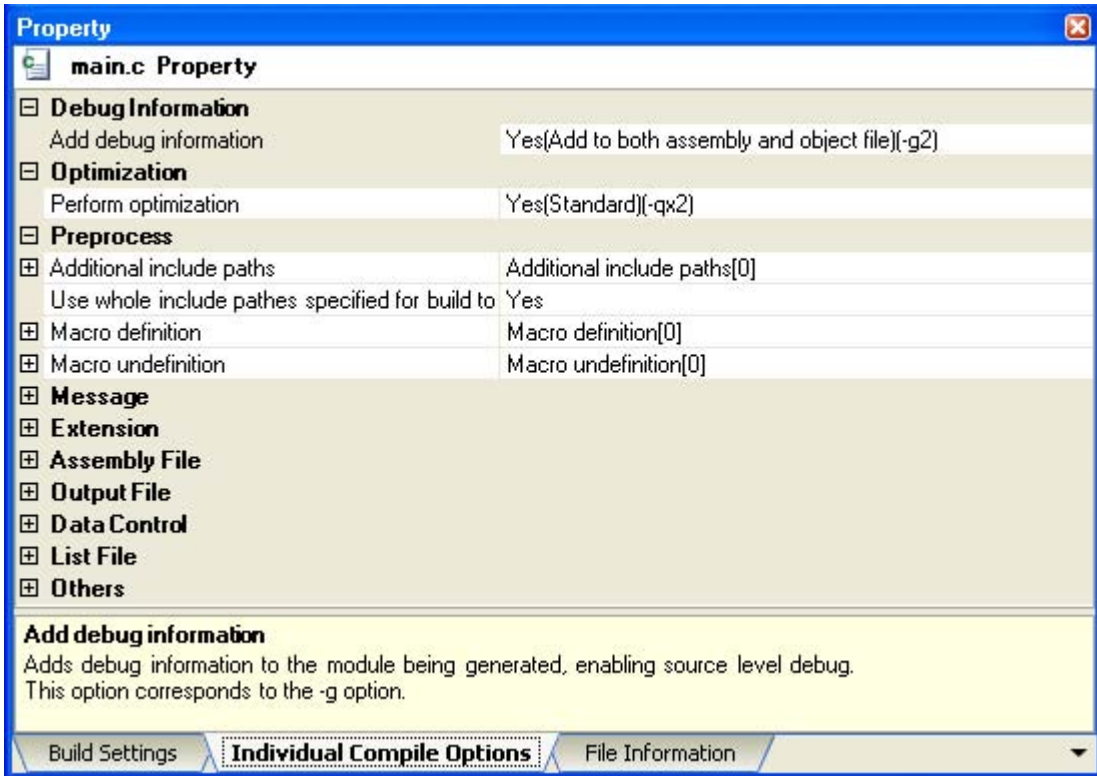 Property
main.c Property
Debug Information
Add debug information Yes(Add to both assembly and object file)(-g2)
Optimization
Perform optimization Yes(Standard)(-qx2)
Preprocess
Additional include paths Additional include paths[0]
Use whole include pathes specified for build to Yes
Macro definition Macro definition[0]
Macro undefinition Macro undefinition[0]
Message
Extension
Assembly File
Output File
Data Control
List File
Others
Add debug information
Adds debug information to the module being generated, enabling source level debug.
This option corresponds to the -g option.
Build Settings Individual Compile Options File Information